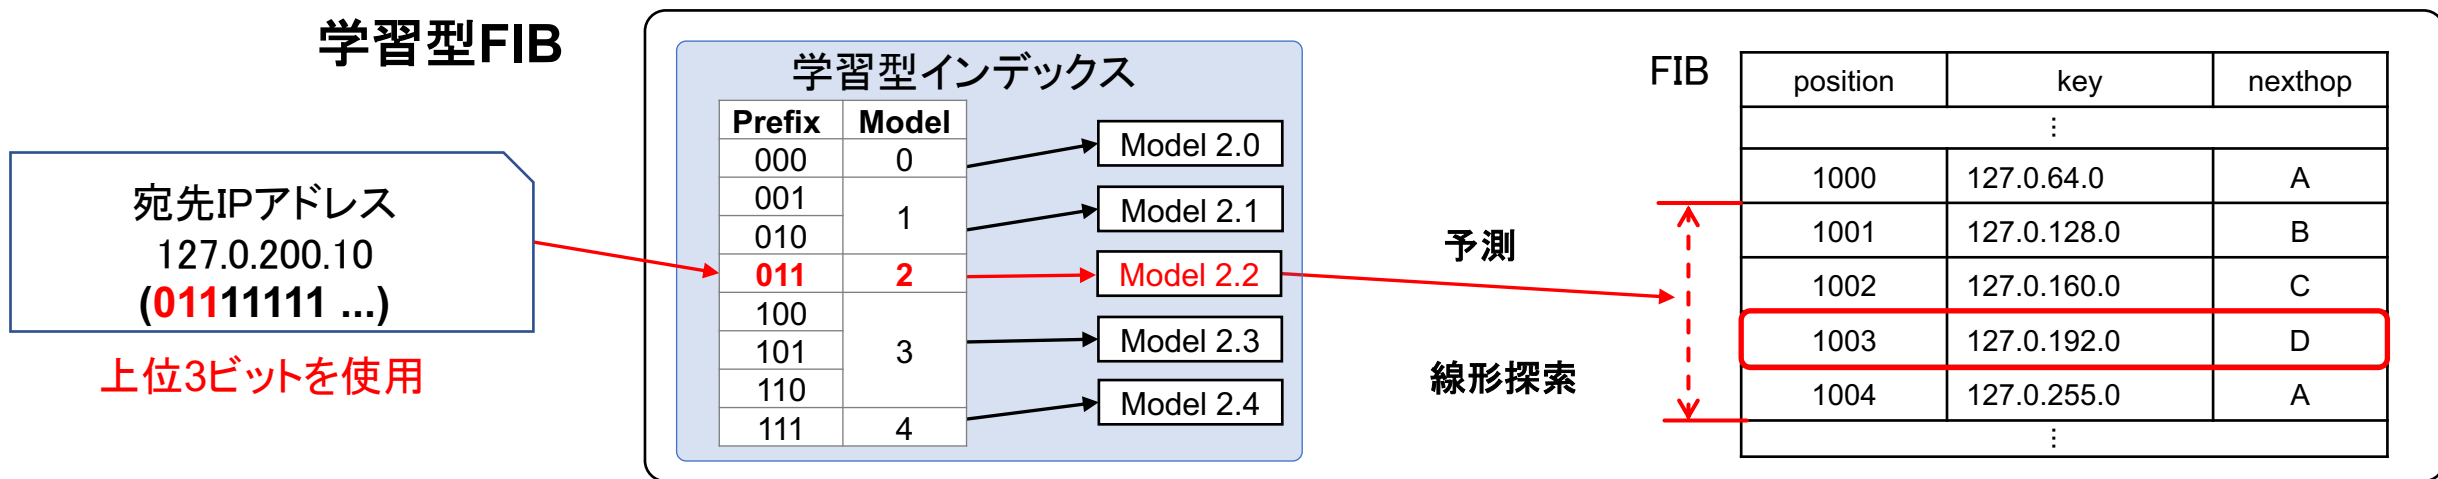 学習型FIB
宛先IPアドレス
127.0.200.10
(01111111 ...)
上位3ビットを使用
学習型インデックス
Prefix Model
000 0
001
010
1
011 2
100
101
110
3
111 4
Model 2.0
Model 2.1
Model 2.2
Model 2.3
Model 2.4
予測
線形探索
FIB
position key nexthop
⋮
1000 127.0.64.0 A
1001 127.0.128.0 B
1002 127.0.160.0 C
1003 127.0.192.0 D
1004 127.0.255.0 A
⋮